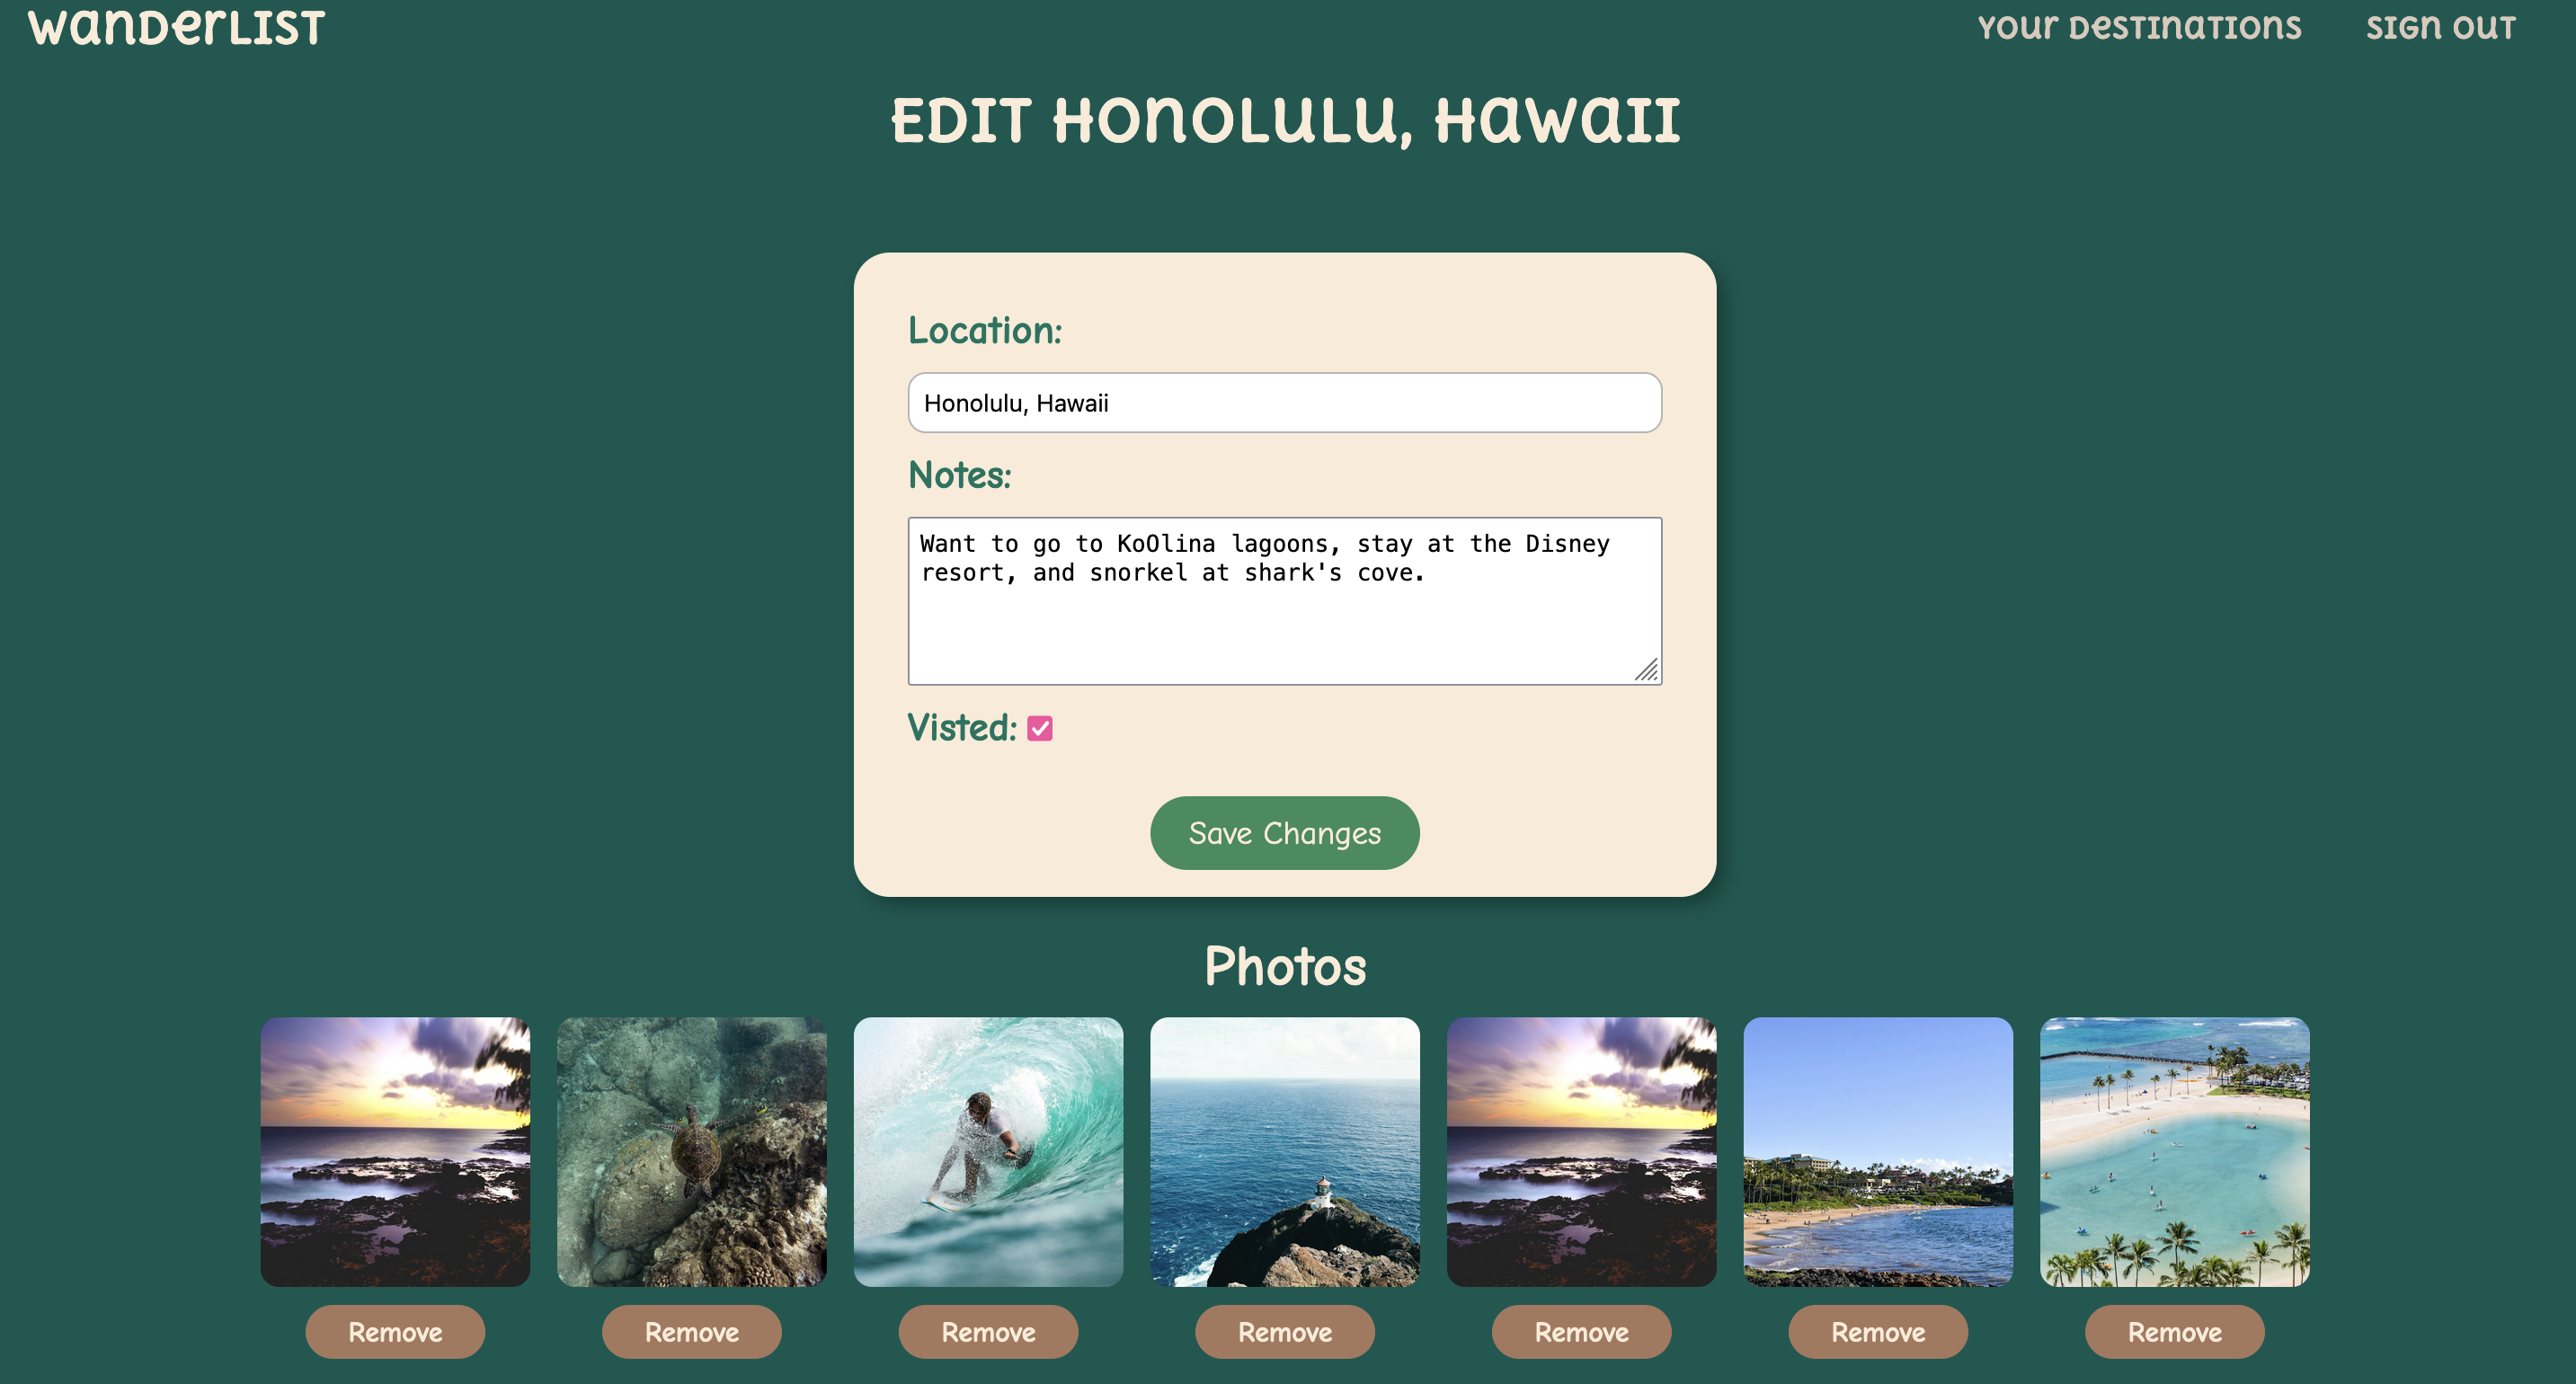 WanDerLIST
Your DesTInaTIOns
SIGn OuT
EDIT HOnOLuLu, HaWaII
Location:
Honolulu, Hawaii
Notes:
Want to go to KoOlina lagoons, stay at the Disney
resort, and snorkel at shark's cove.
Visted:
Save Changes
Photos
Remove
Remove
Remove
Remove
Remove
Remove
Remove